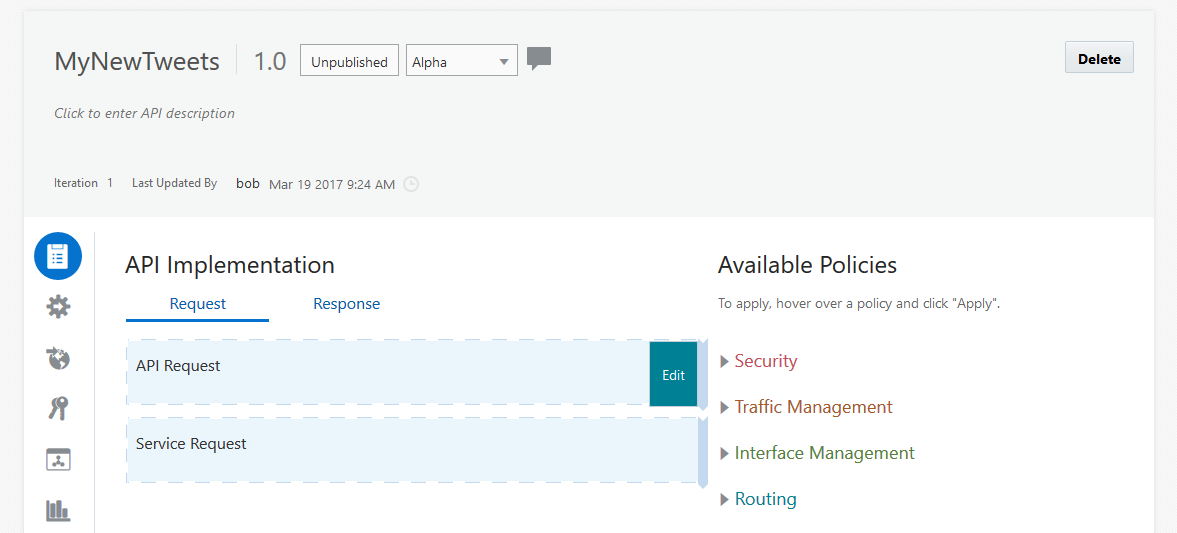 MyNewTweets 1.0 Unpublished Alpha Delete
Click to enter API description
Iteration 1 Last Updated By bob Mar 19 2017 9:24 AM
API Implementation
Request Response
API Request Edit
Service Request
Available Policies
To apply, hover over a policy and click "Apply".
Security
Traffic Management
Interface Management
Routing